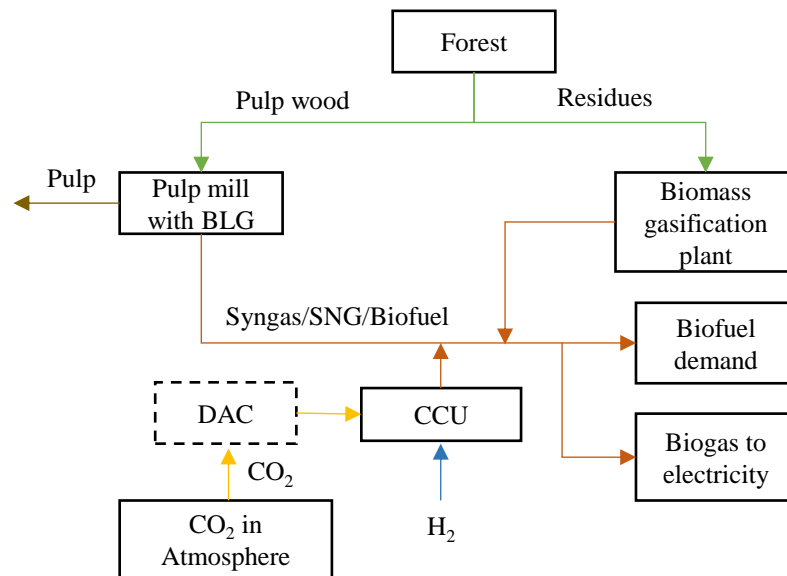 Forest
Pulp wood
Residues
Pulp
Pulp mill
with BLG
Biomass
gasification
plant
Syngas/SNG/Biofuel
Biofuel
demand
DAC
CCU
Biogas to
electricity
CO₂
H₂
CO₂ in
Atmosphere